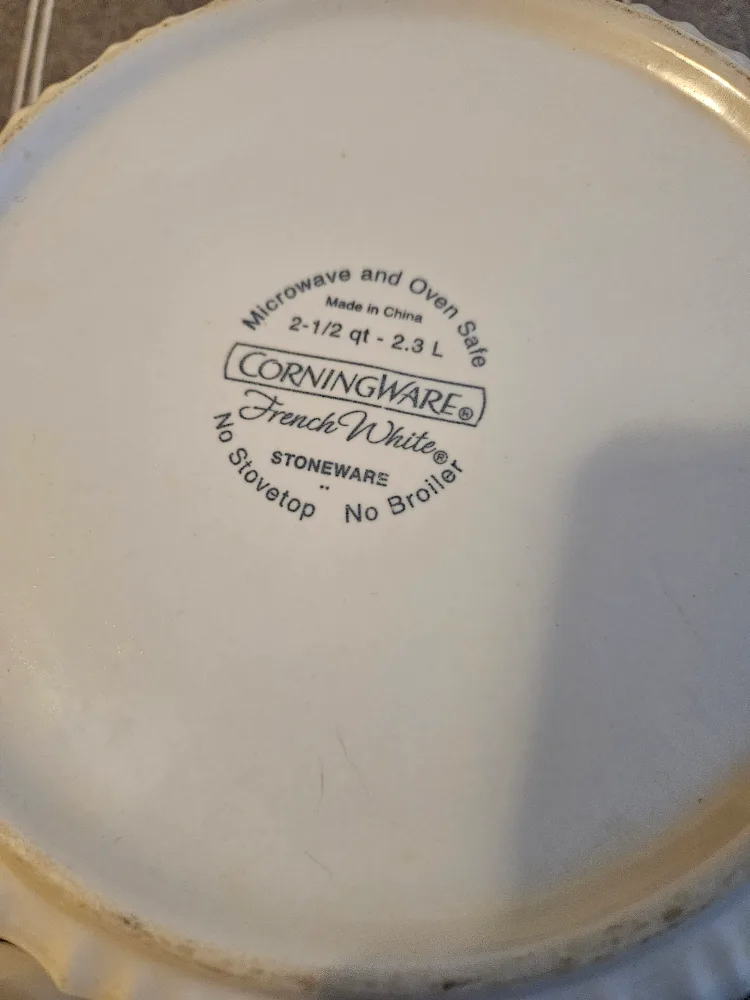 Microwave and Oven Safe
Made in China
2-1/2 qt - 2.3 L
CORNINGWARE®
French White®
STONEWARE
No Stovetop No Broiler